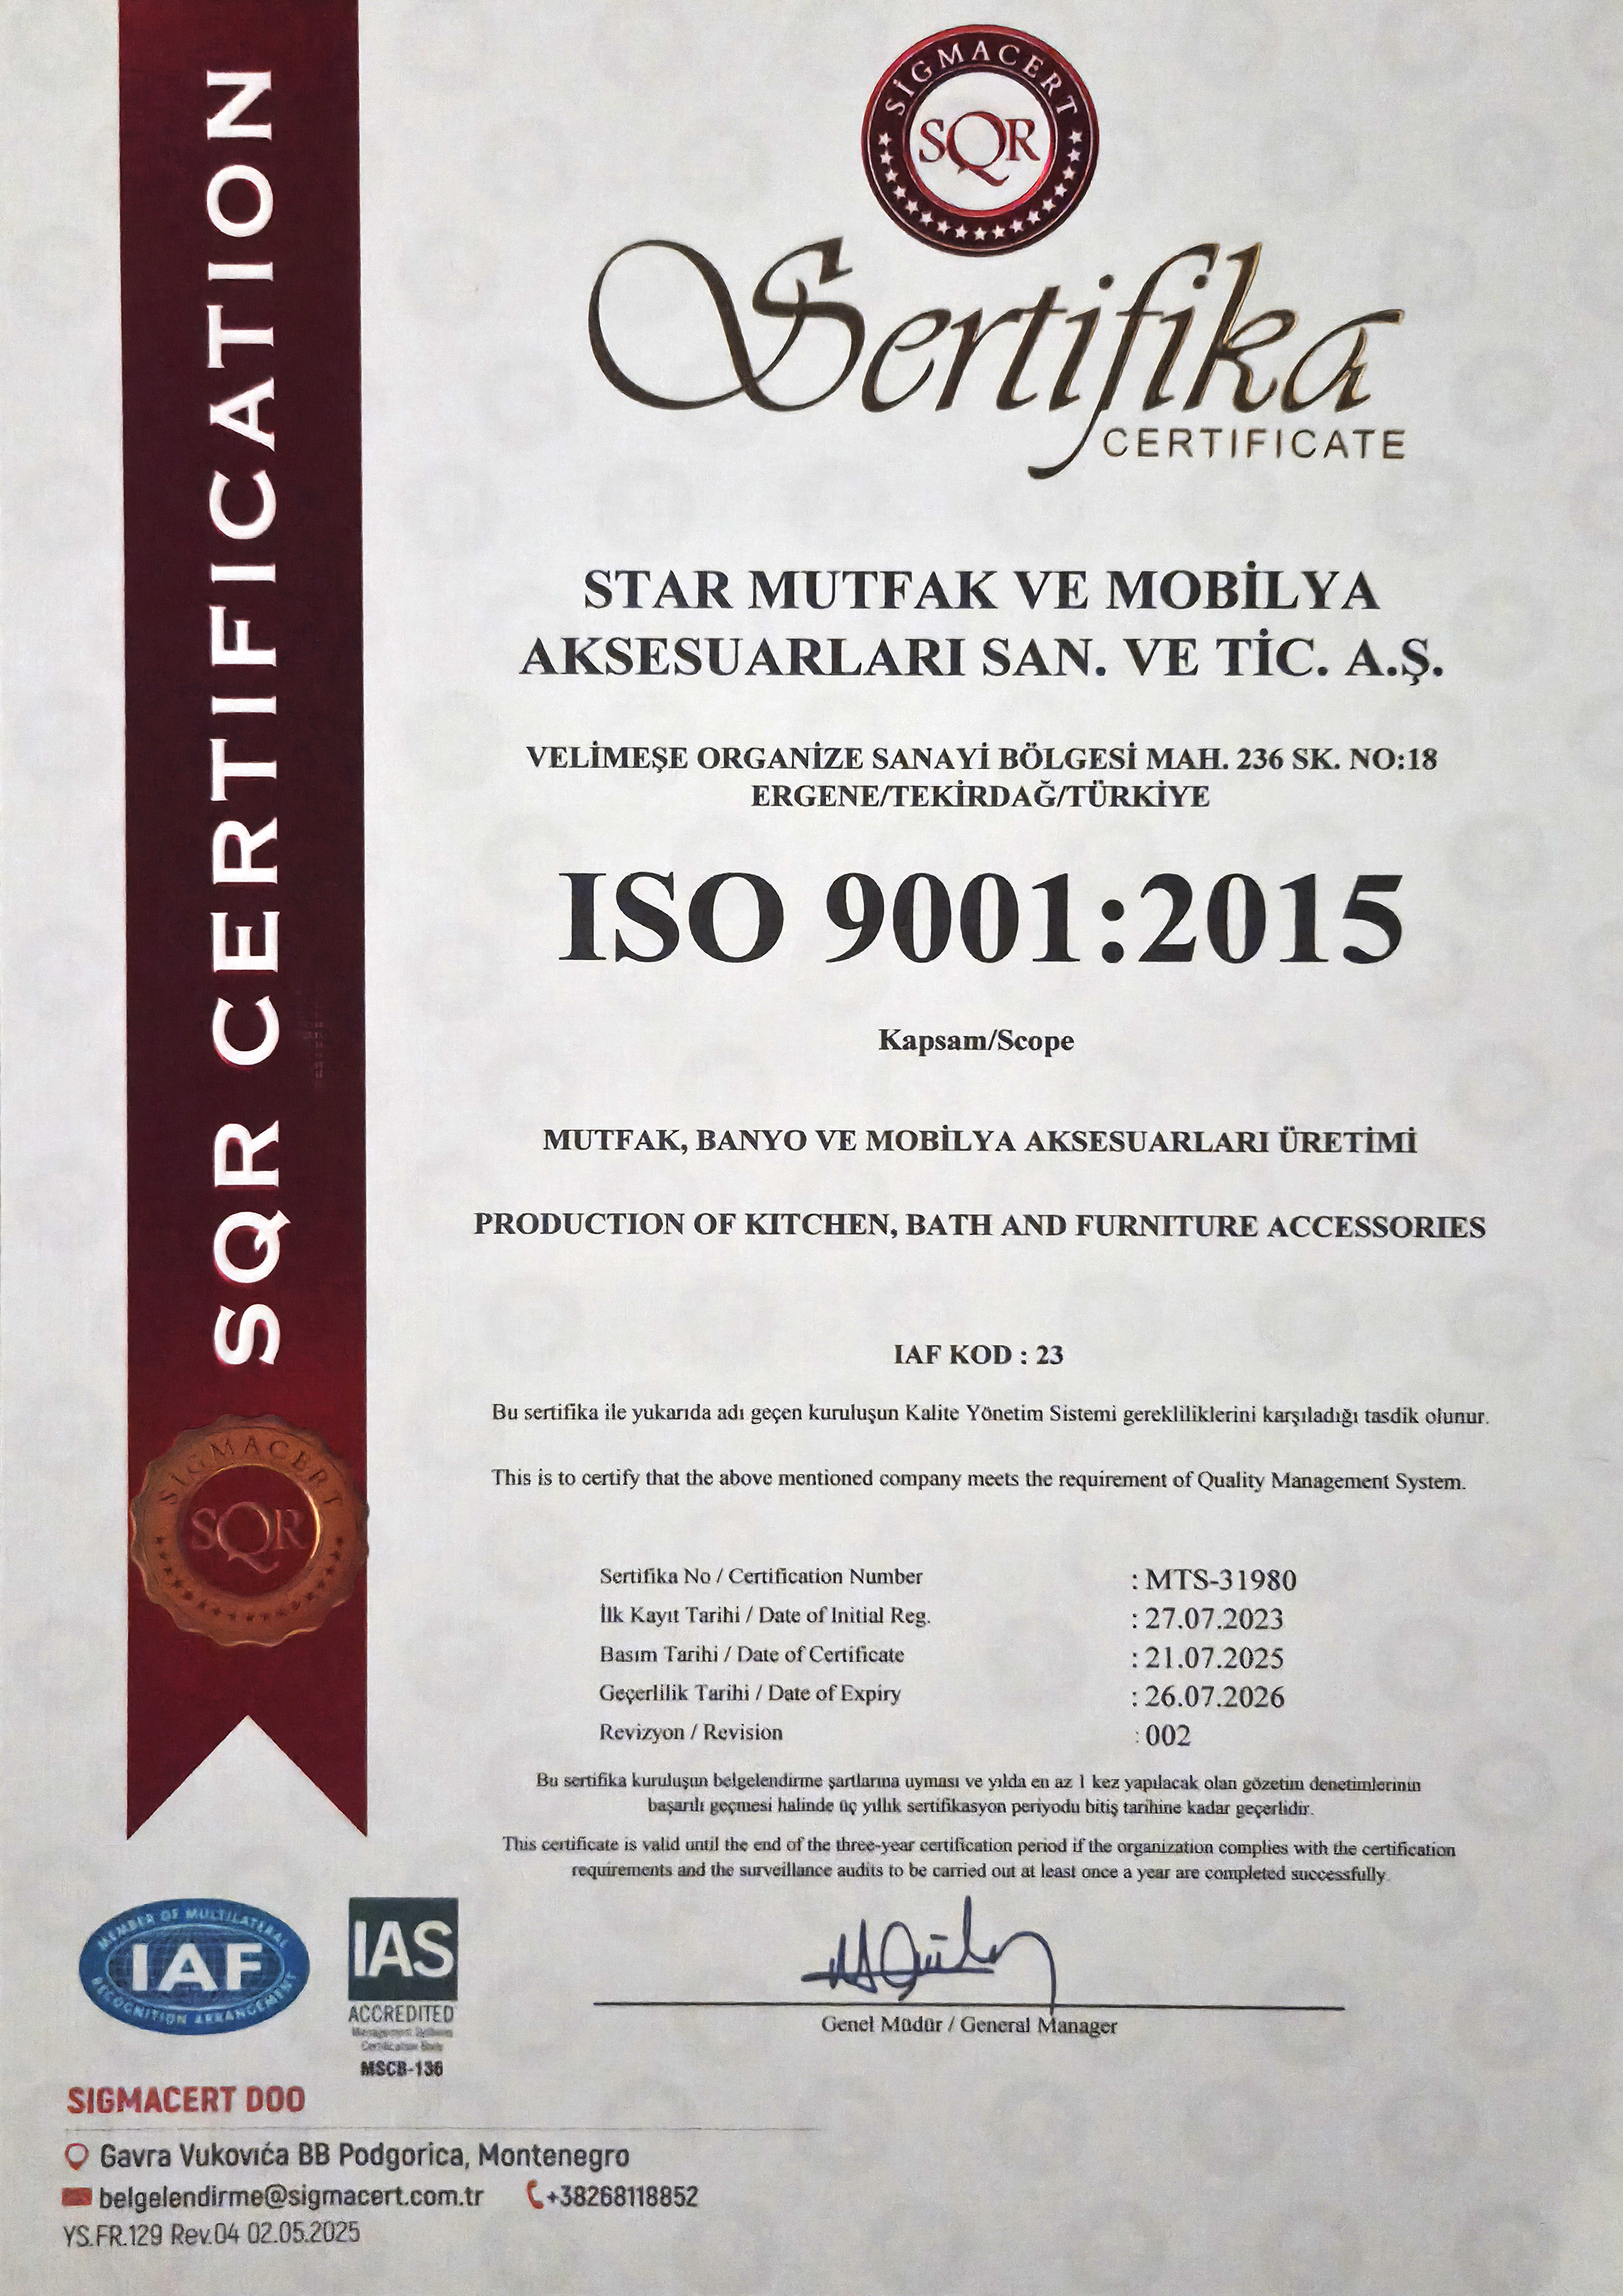 SQR CERTIFICATION
SİGMACERT
SQR
Sertifika
CERTIFICATE
STAR MUTFAK VE MOBİLYA
AKSESUARLARI SAN. VE TİC. A.Ş.
VELİMEŞE ORGANİZE SANAYİ BÖLGESİ MAH. 236 SK. NO:18
ERGENE/TEKİRDAĞ/TÜRKİYE
ISO 9001:2015
Kapsam/Scope
MUTFAK, BANYO VE MOBİLYA AKSESUARLARI ÜRETİMİ
PRODUCTION OF KITCHEN, BATH AND FURNITURE ACCESSORIES
IAF KOD : 23
Bu sertifika ile yukarıda adı geçen kuruluşun Kalite Yönetim Sistemi gerekliliklerini karşıladığı tasdik olunur.
This is to certify that the above mentioned company meets the requirement of Quality Management System.
SİGMACERT
SQR
Sertifika No / Certification Number : MTS-31980
İlk Kayıt Tarihi / Date of Initial Reg. : 27.07.2023
Basım Tarihi / Date of Certificate : 21.07.2025
Geçerlilik Tarihi / Date of Expiry : 26.07.2026
Revizyon / Revision : 002
Bu sertifika kuruluşun belgelendirme şartlarına uyması ve yılda en az 1 kez yapılacak olan gözetim denetimlerinin
başarılı geçmesi halinde üç yıllık sertifikasyon periyodu bitiş tarihine kadar geçerlidir.
This certificate is valid until the end of the three-year certification period if the organization complies with the certification
requirements and the surveillance audits to be carried out at least once a year are completed successfully.
Genel Müdür / General Manager
MEMBER OF MULTILATERAL
IAF
RECOGNITION ARRANGEMENT
IAS
ACCREDITED
Management Systems
Certification Body
MSCB-136
SIGMACERT DOO
Gavra Vukovića BB Podgorica, Montenegro
belgelendirme@sigmacert.com.tr +38268118852
YS.FR.129 Rev.04 02.05.2025